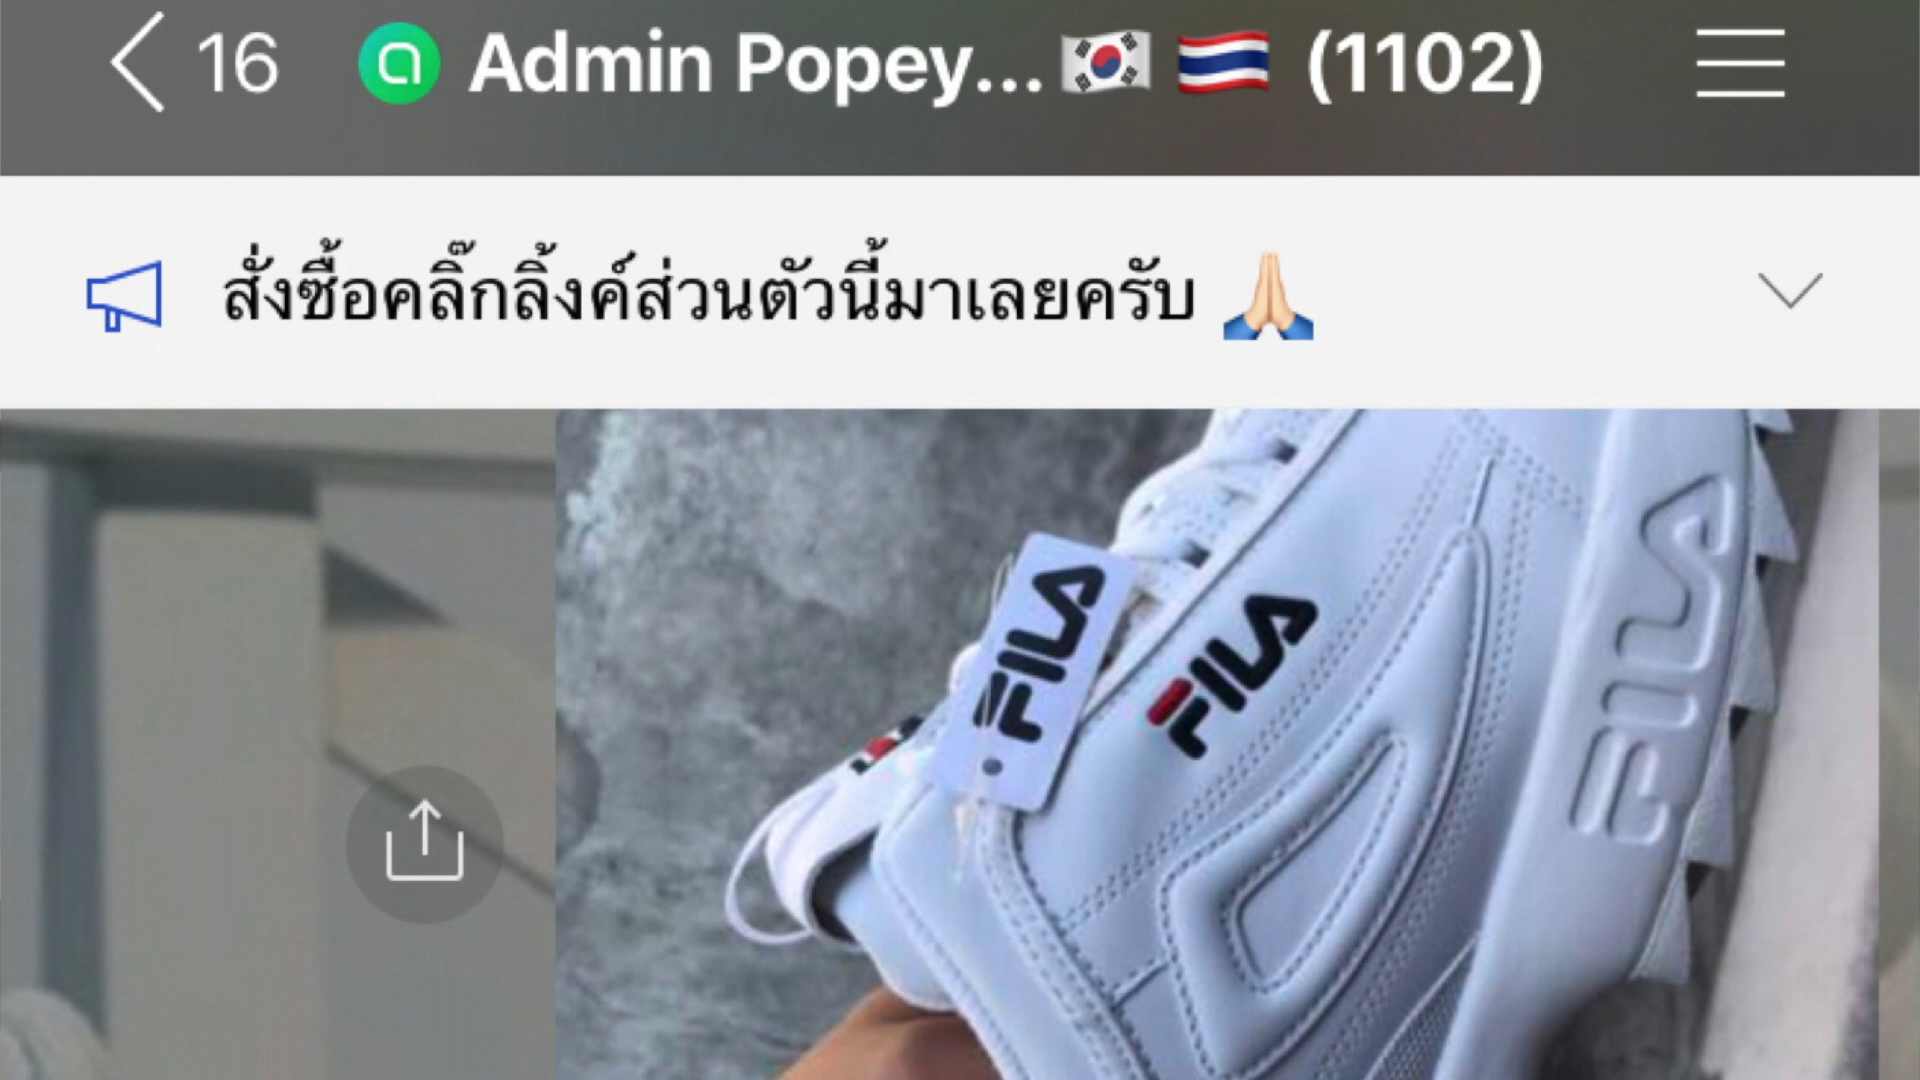 16 Admin Popey... 🇰🇷 🇹🇭 (1102)
สั่งซื้อคลิ๊กลิ้งค์ส่วนตัวนี้มาเลยครับ 🙏🏻
FILA
FILA
FILA